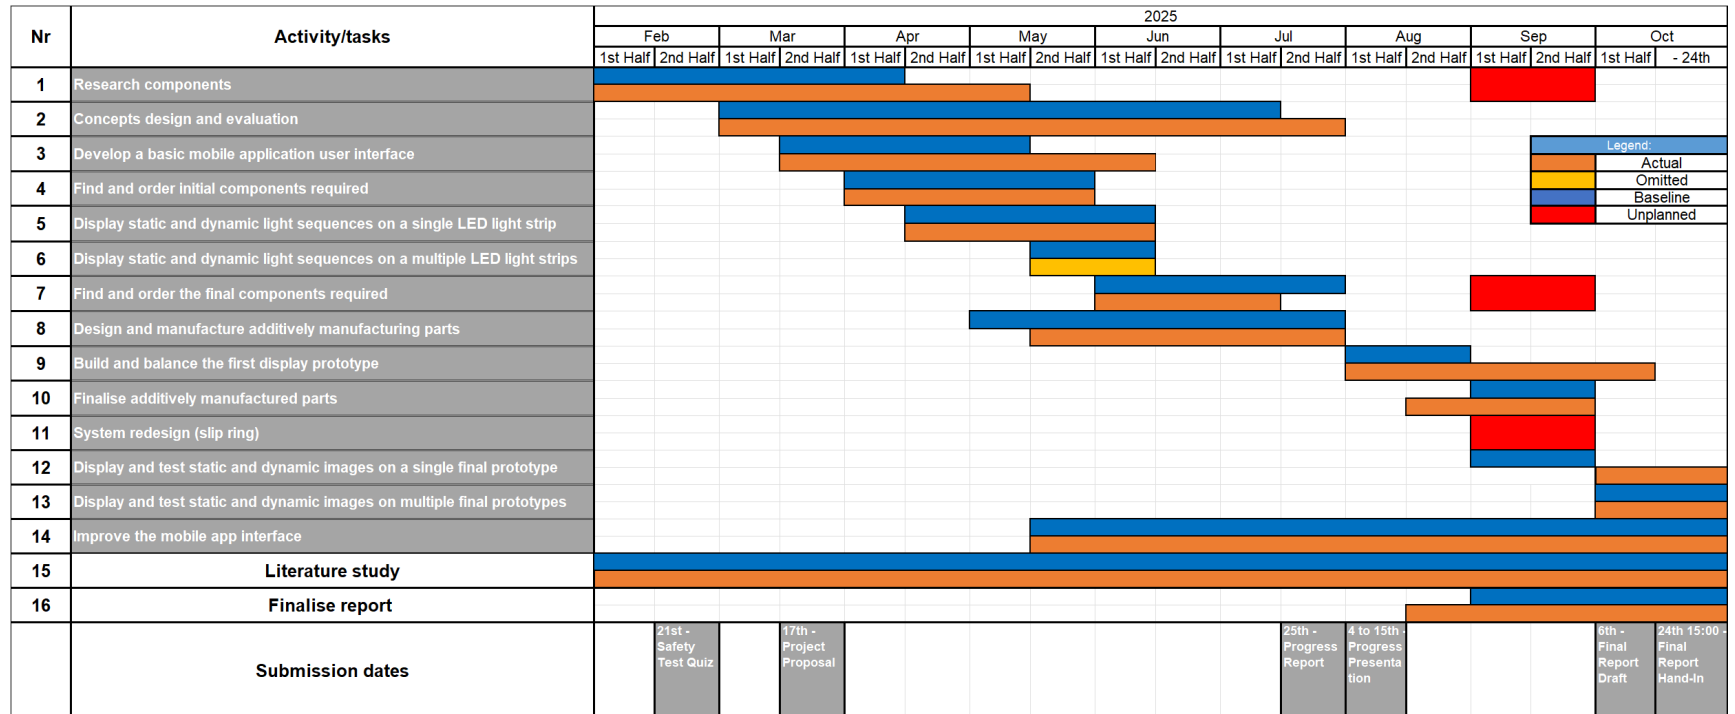 2025
Nr Activity/tasks Feb Mar Apr May Jun Jul Aug Sep Oct
1st Half 2nd Half 1st Half 2nd Half 1st Half 2nd Half 1st Half 2nd Half 1st Half 2nd Half 1st Half 2nd Half 1st Half 2nd Half 1st Half 2nd Half 1st Half - 24th
1 Research components
2 Concepts design and evaluation
3 Develop a basic mobile application user interface
4 Find and order initial components required
5 Display static and dynamic light sequences on a single LED light strip
6 Display static and dynamic light sequences on a multiple LED light strips
7 Find and order the final components required
8 Design and manufacture additively manufacturing parts
9 Build and balance the first display prototype
10 Finalise additively manufactured parts
11 System redesign (slip ring)
12 Display and test static and dynamic images on a single final prototype
13 Display and test static and dynamic images on multiple final prototypes
14 Improve the mobile app interface
15 Literature study
16 Finalise report
Legend:
Actual
Omitted
Baseline
Unplanned
Submission dates
21st -
Safety
Test Quiz
17th -
Project
Proposal
25th -
Progress
Report
4 to 15th -
Progress
Presenta
tion
6th -
Final
Report
Draft
24th 15:00 -
Final
Report
Hand-In